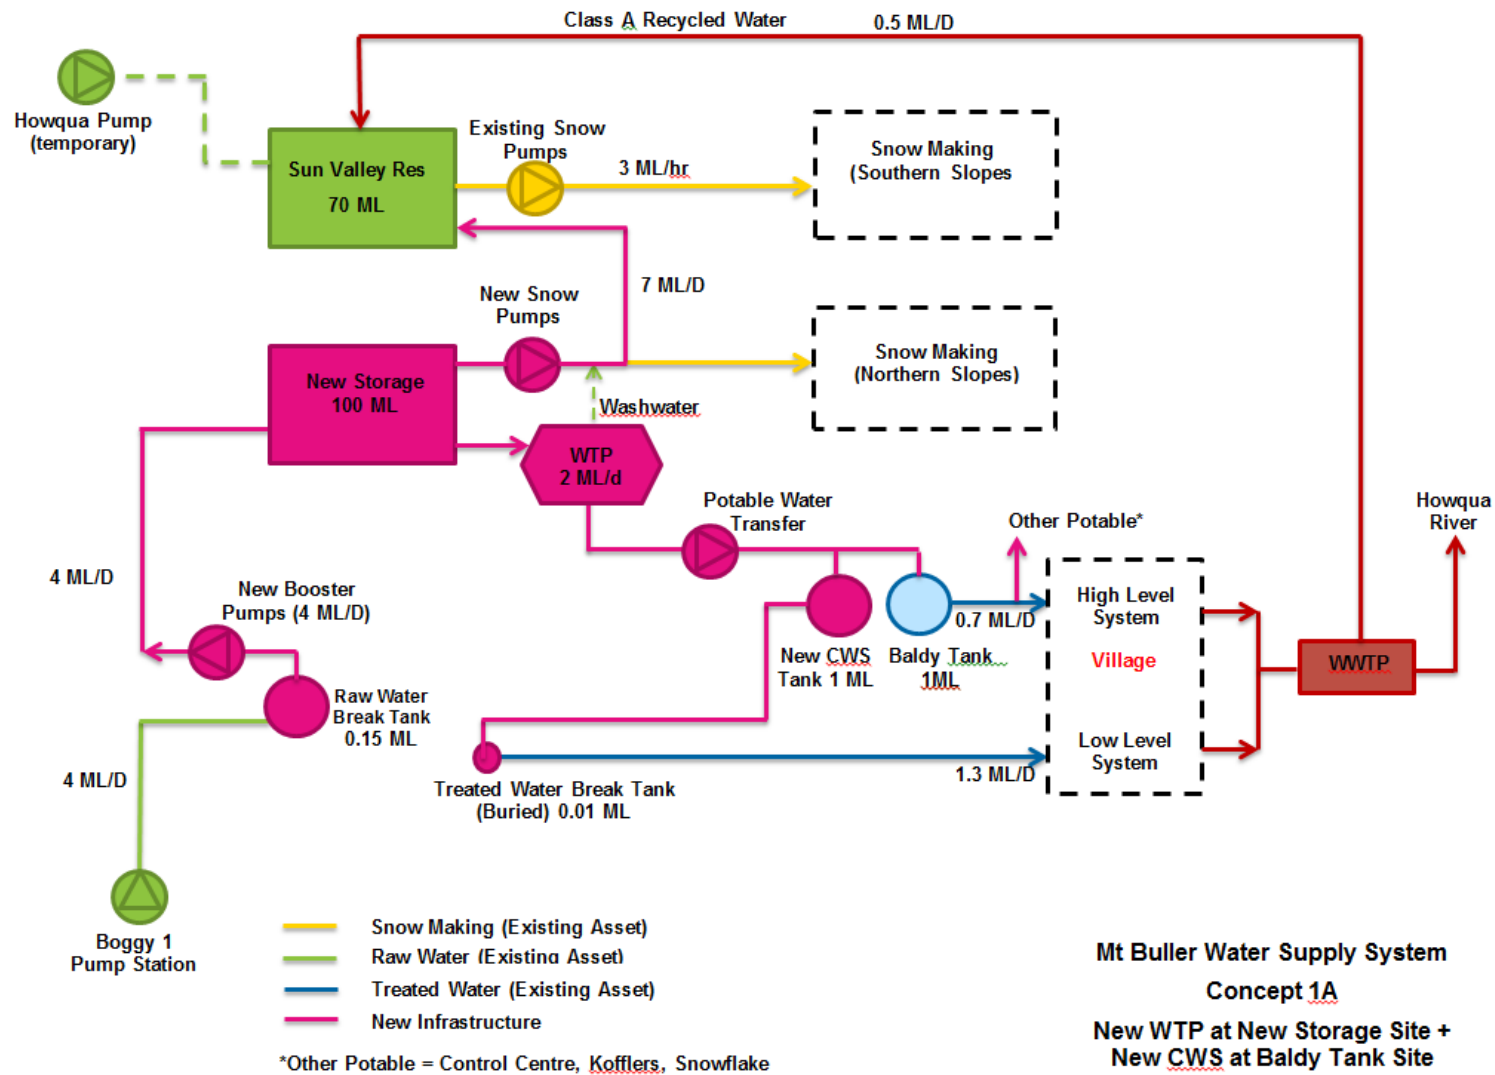 Class A Recycled Water 0.5 ML/D
Howqua Pump
(temporary)
Sun Valley Res
70 ML
Existing Snow
Pumps
3 ML/hr
Snow Making
(Southern Slopes
7 ML/D
New Snow
Pumps
Snow Making
(Northern Slopes)
New Storage
100 ML
Washwater
WTP
2 ML/d
Potable Water
Transfer
Other Potable*
Howqua
River
4 ML/D
New Booster
Pumps (4 ML/D)
High Level
System
0.7 ML/D
Village
WWTP
New CWS
Tank 1 ML
Baldy Tank
1ML
Raw Water
Break Tank
0.15 ML
Low Level
System
1.3 ML/D
4 ML/D
Treated Water Break Tank
(Buried) 0.01 ML
Boggy 1
Pump Station
Snow Making (Existing Asset)
Raw Water (Existing Asset)
Treated Water (Existing Asset)
New Infrastructure
*Other Potable = Control Centre, Kofflers, Snowflake
Mt Buller Water Supply System
Concept 1A
New WTP at New Storage Site +
New CWS at Baldy Tank Site